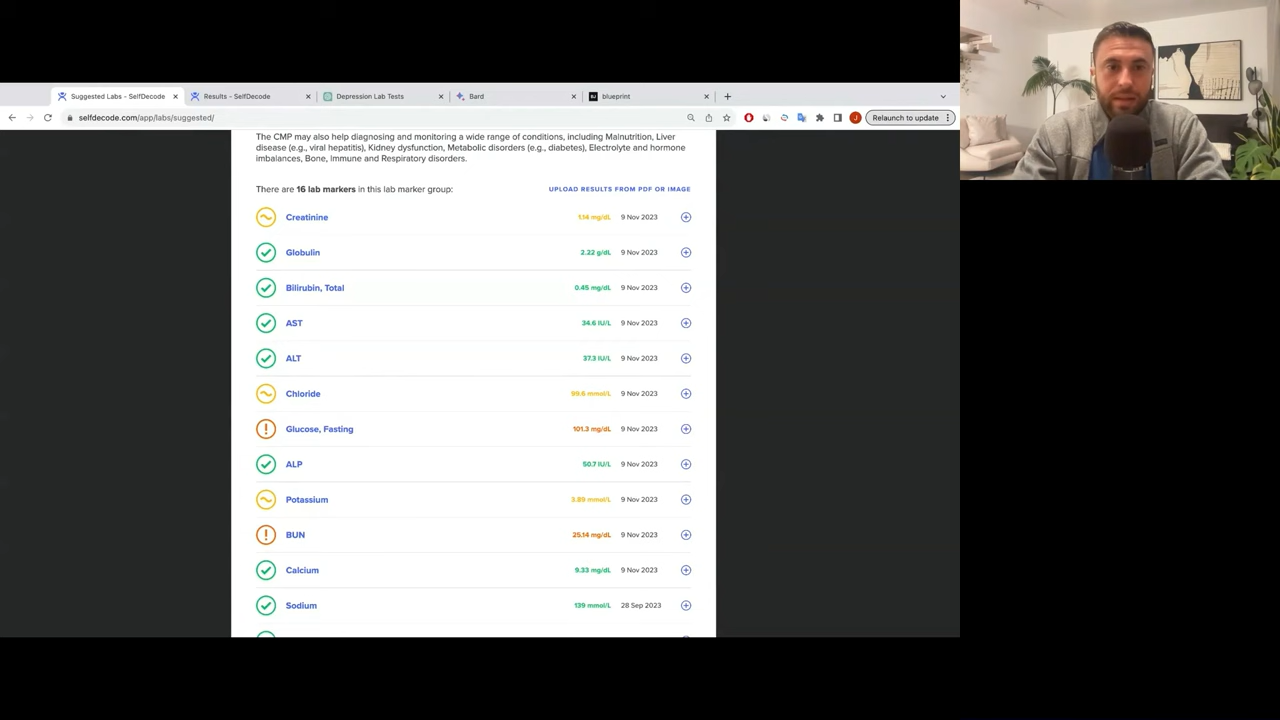 Suggested Labs - SelfDecode
Results - SelfDecode
Depression Lab Tests
Bard
BJ blueprint
selfdecode.com/app/labs/suggested/
J
Relaunch to update
The CMP may also help diagnosing and monitoring a wide range of conditions, including Malnutrition, Liver
disease (e.g., viral hepatitis), Kidney dysfunction, Metabolic disorders (e.g., diabetes), Electrolyte and hormone
imbalances, Bone, Immune and Respiratory disorders.
There are 16 lab markers in this lab marker group:
UPLOAD RESULTS FROM PDF OR IMAGE
Creatinine 1.14 mg/dL 9 Nov 2023
Globulin 2.22 g/dL 9 Nov 2023
Bilirubin, Total 0.45 mg/dL 9 Nov 2023
AST 34.6 IU/L 9 Nov 2023
ALT 37.3 IU/L 9 Nov 2023
Chloride 99.6 mmol/L 9 Nov 2023
Glucose, Fasting 101.3 mg/dL 9 Nov 2023
ALP 50.7 IU/L 9 Nov 2023
Potassium 3.89 mmol/L 9 Nov 2023
BUN 25.14 mg/dL 9 Nov 2023
Calcium 9.33 mg/dL 9 Nov 2023
Sodium 139 mmol/L 28 Sep 2023